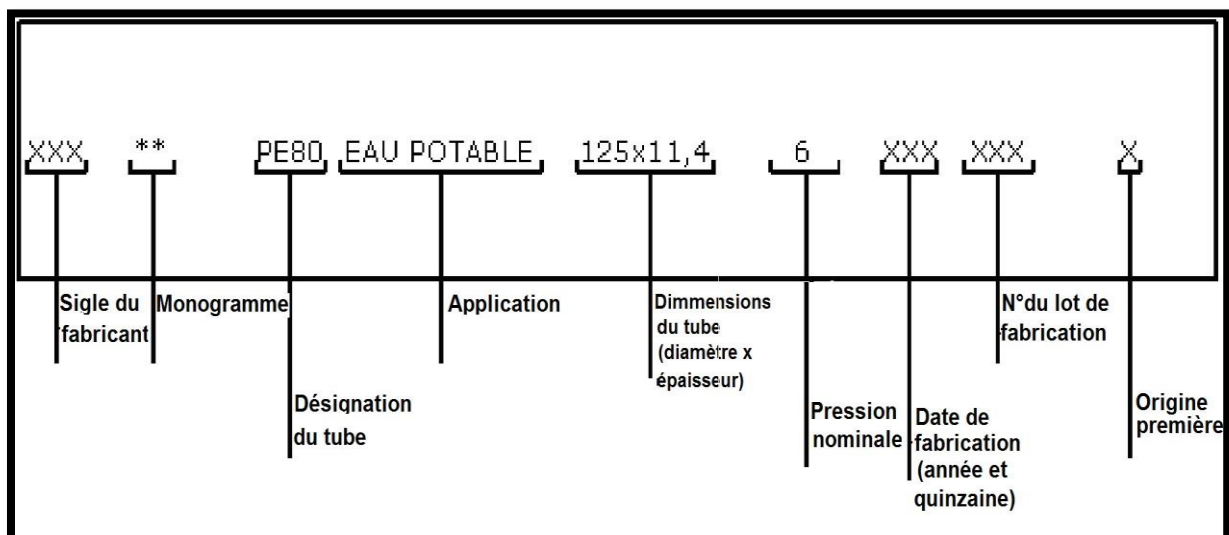 XXX ** PE80 EAU POTABLE 125x11,4 6 XXX XXX X
Sigle du
fabricant
Monogramme
Désignation
du tube
Application
Dimmensions
du tube
(diamètre x
épaisseur)
Pression
nominale
Date de
fabrication
(année et
quinzaine)
N°du lot de
fabrication
Origine
première